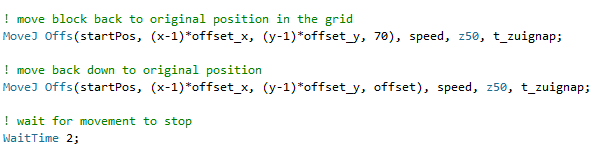 ! move block back to original position in the grid
MoveJ Offs(startPos, (x-1)*offset_x, (y-1)*offset_y, 70), speed, z50, t_zuignap;
! move back down to original position
MoveJ Offs(startPos, (x-1)*offset_x, (y-1)*offset_y, offset), speed, z50, t_zuignap;
! wait for movement to stop
WaitTime 2;